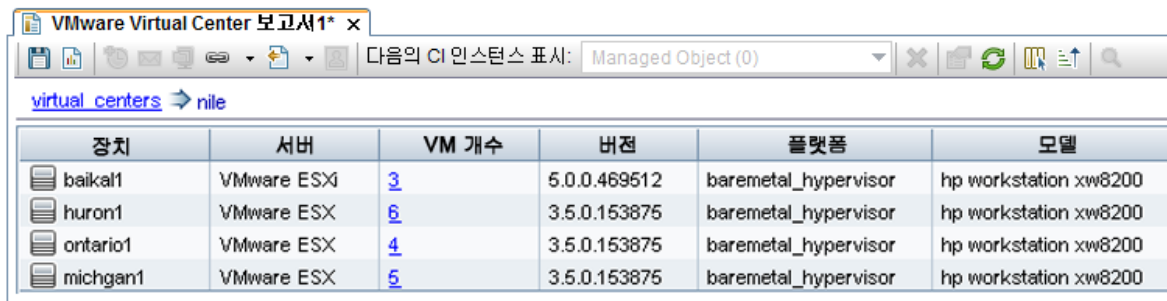 VMware Virtual Center 보고서1* x
다음의 CI 인스턴스 표시: Managed Object (0)
virtual_centers nile
장치 서버 VM 개수 버전 플랫폼 모델
baikal1 VMware ESXi 3 5.0.0.469512 baremetal_hypervisor hp workstation xw8200
huron1 VMware ESX 6 3.5.0.153875 baremetal_hypervisor hp workstation xw8200
ontario1 VMware ESX 4 3.5.0.153875 baremetal_hypervisor hp workstation xw8200
michgan1 VMware ESX 5 3.5.0.153875 baremetal_hypervisor hp workstation xw8200